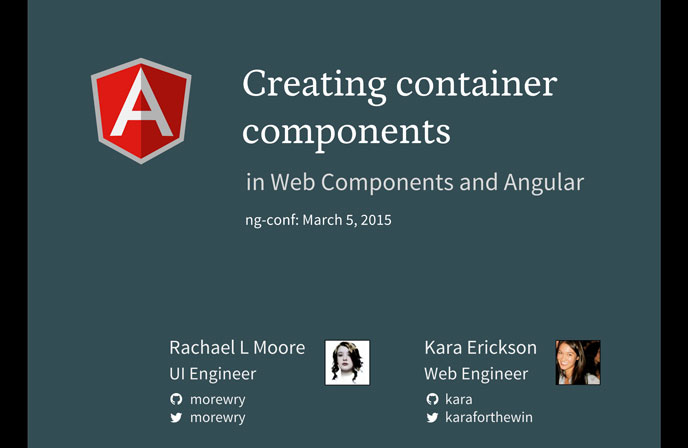 A
Creating container
components
in Web Components and Angular
ng-conf: March 5, 2015
Rachael L Moore
UI Engineer
morewry
morewry
Kara Erickson
Web Engineer
kara
karaforthewin